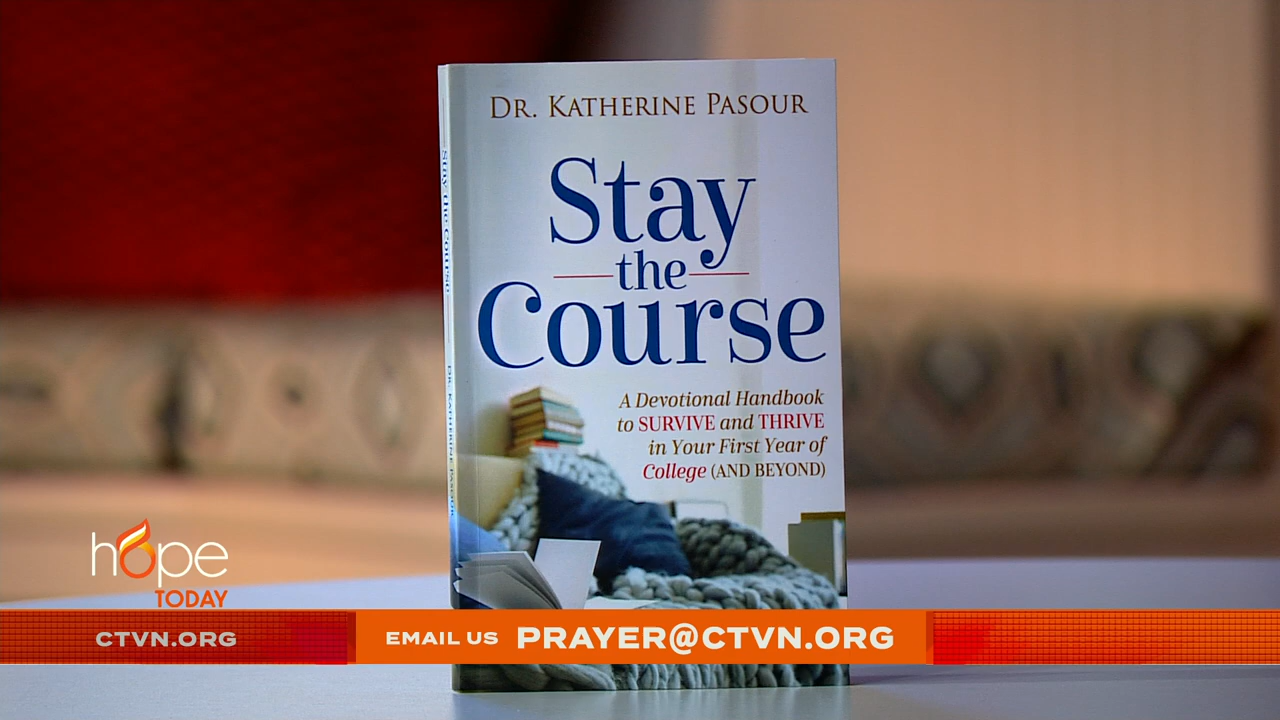 DR. KATHERINE PASOUR
Stay
the
Course
A Devotional Handbook
to SURVIVE and THRIVE
in Your First Year of
College (AND BEYOND)
Stay the Course
DR. KATHERINE PASOUR
hope
TODAY
CTVN.ORG
EMAIL US PRAYER@CTVN.ORG